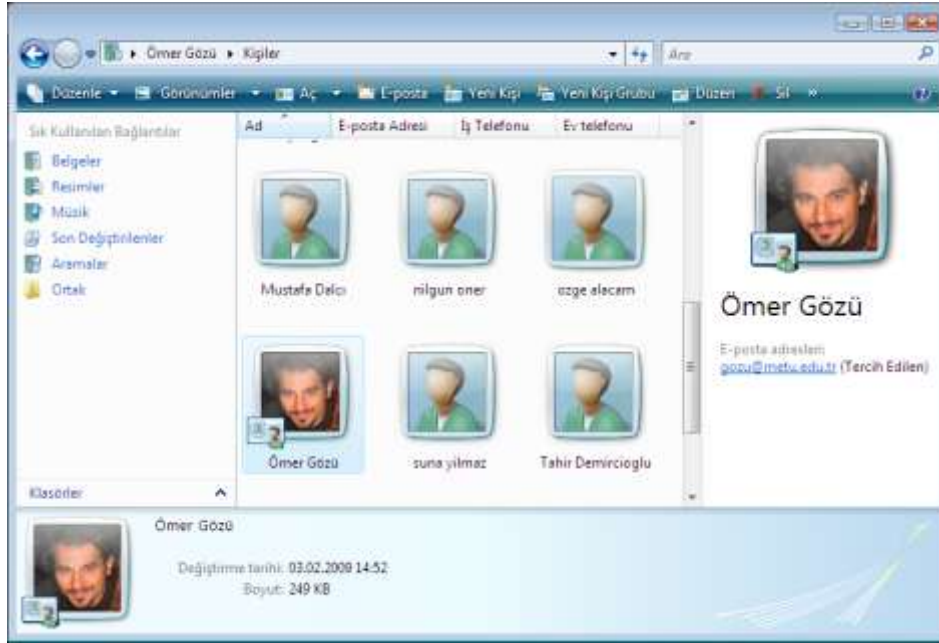 Ömer Gözü ▸ Kişiler
Ara
Düzenle Görünümler Aç E-posta Yeni Kişi Yeni Kişi Grubu Düzen Sil »
Sık Kullanılan Bağlantılar
Belgeler
Resimler
Müzik
Son Değiştirilenler
Aramalar
Ortak
Klasörler
Ad E-posta Adresi İş Telefonu Ev telefonu
Mustafa Dalcı nilgun oner ozge alacam
Ömer Gözü suna yilmaz Tahir Demircioglu
Ömer Gözü
E-posta adresleri:
gozu@metu.edu.tr (Tercih Edilen)
Ömer Gözü
Değiştirme tarihi: 03.02.2009 14:52
Boyut: 249 KB